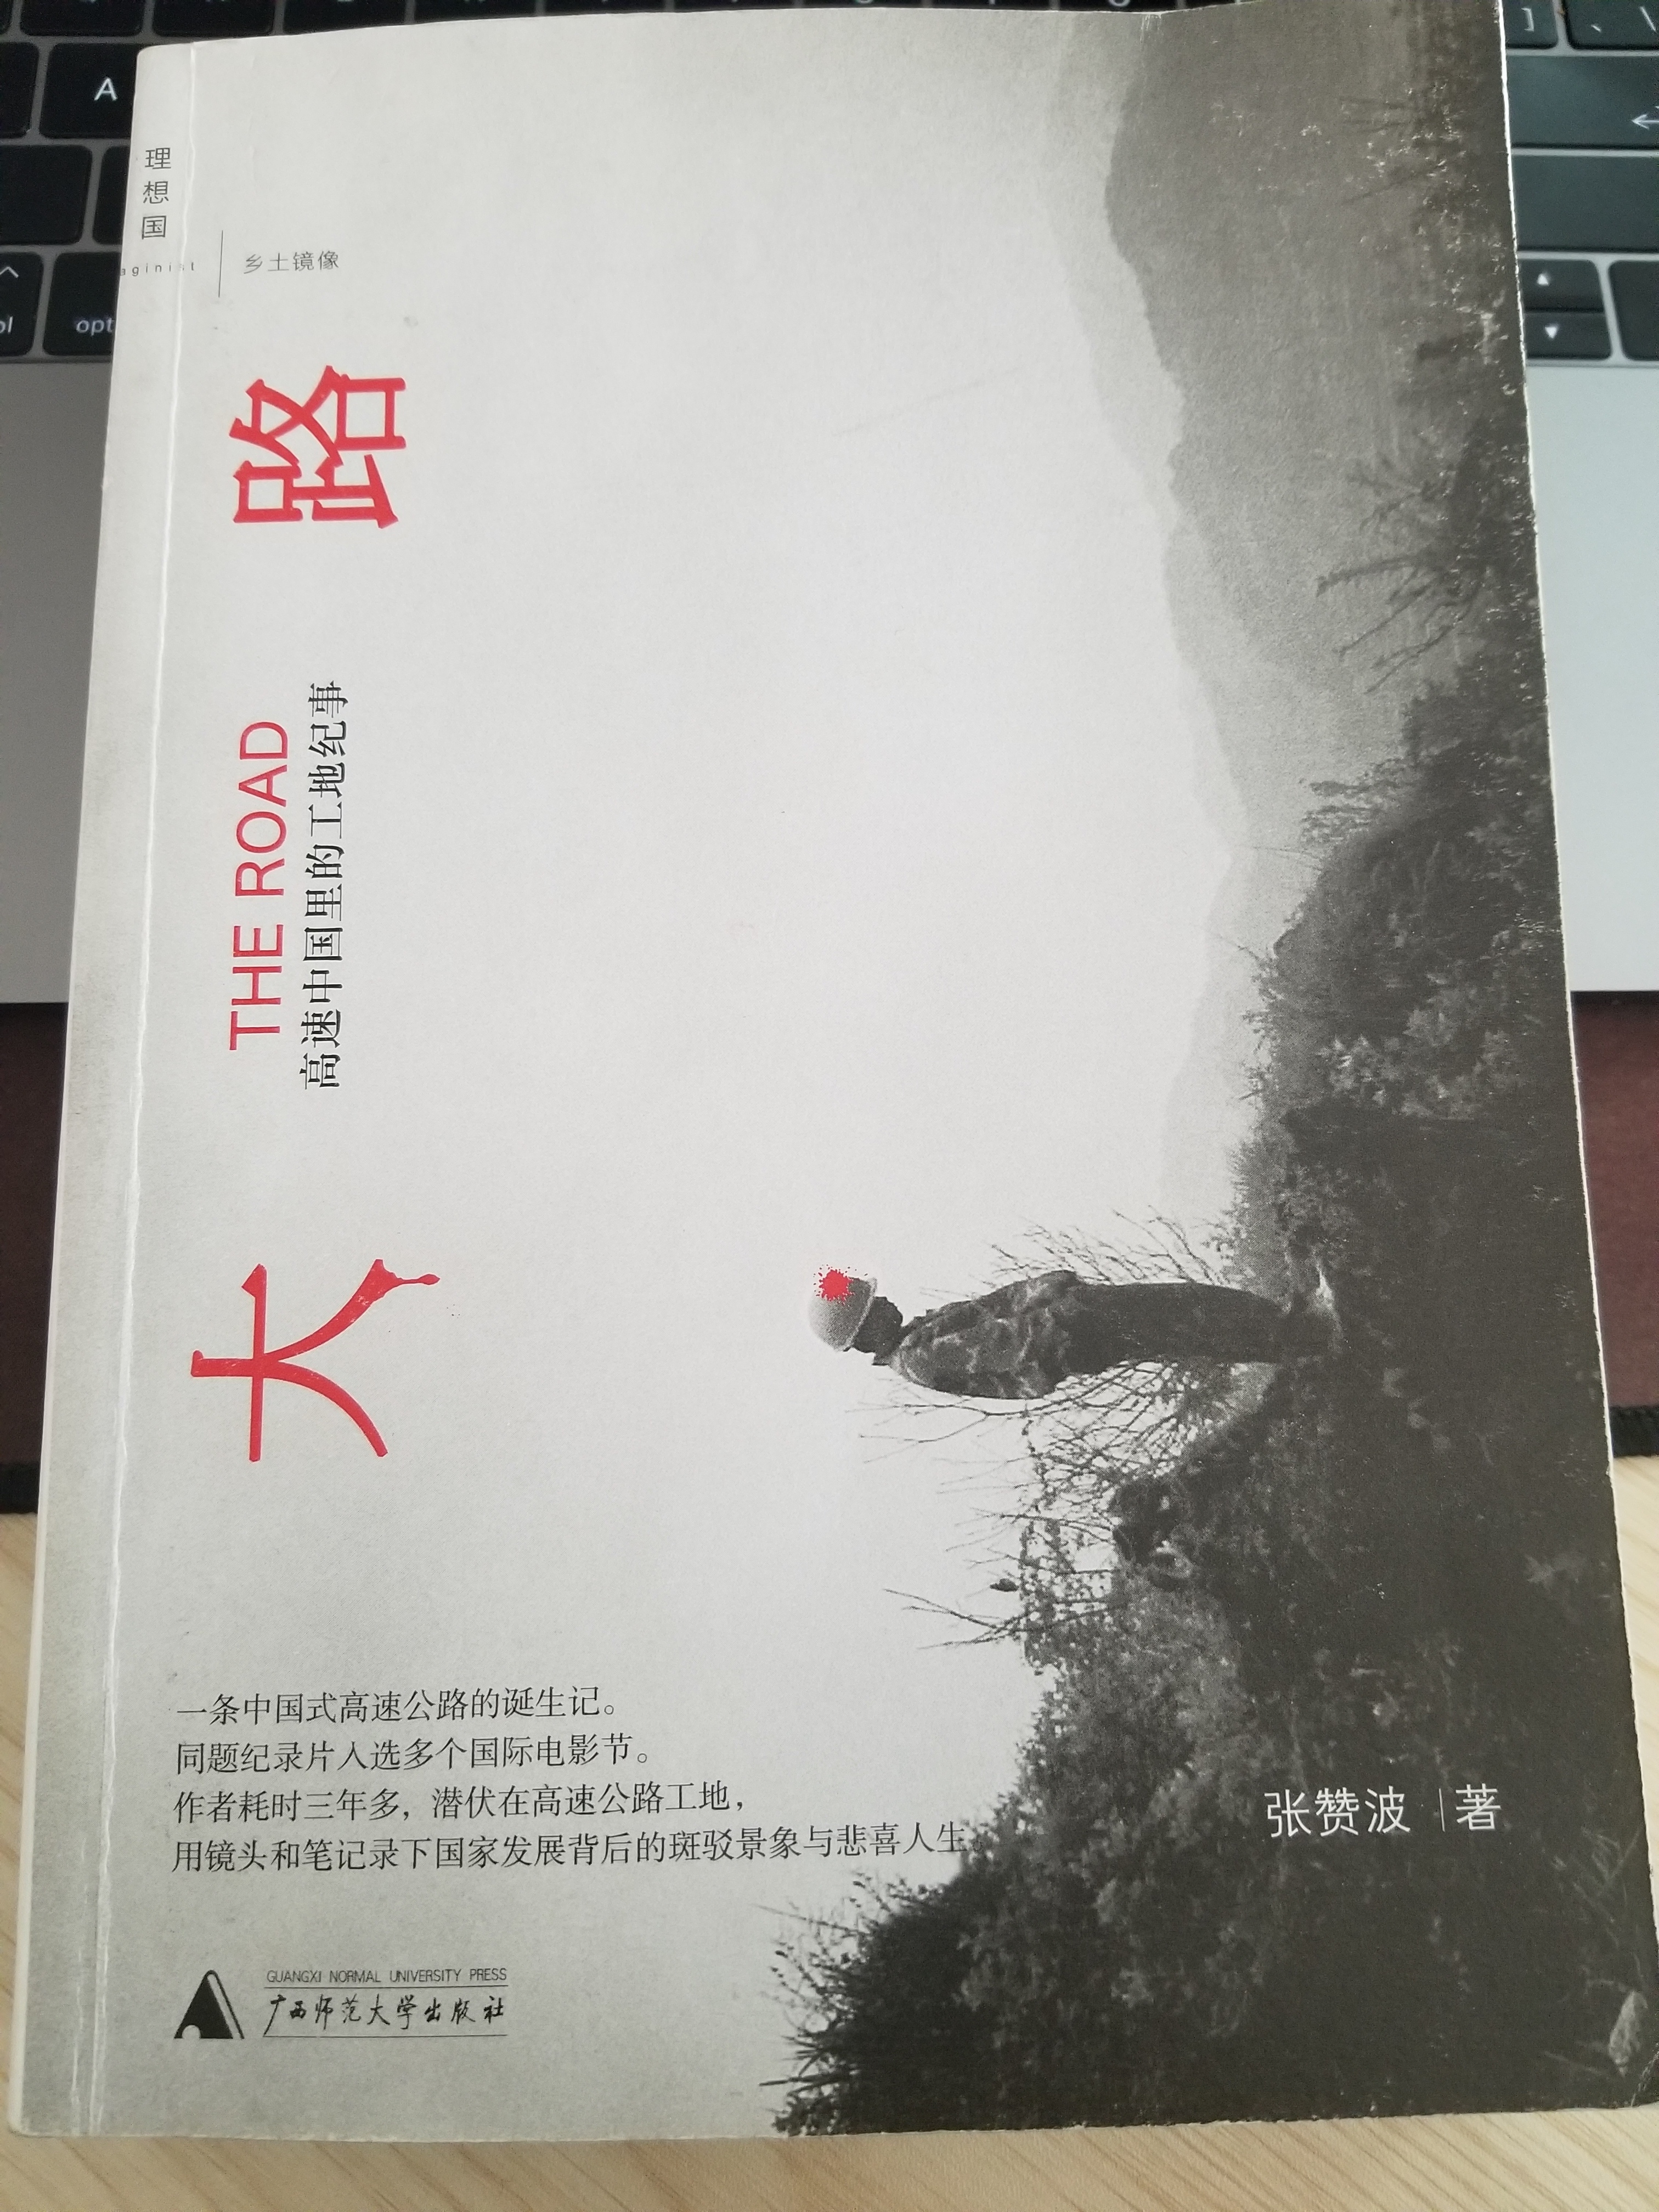 A
]
、\
opt
理想国
aginist
乡土镜像
大路
THE ROAD
高速中国里的工地纪事
一条中国式高速公路的诞生记。
同题纪录片入选多个国际电影节。
作者耗时三年多，潜伏在高速公路工地，
用镜头和笔记录下国家发展背后的斑驳景象与悲喜人生。
张赞波｜著
GUANGXI NORMAL UNIVERSITY PRESS
广西师范大学出版社